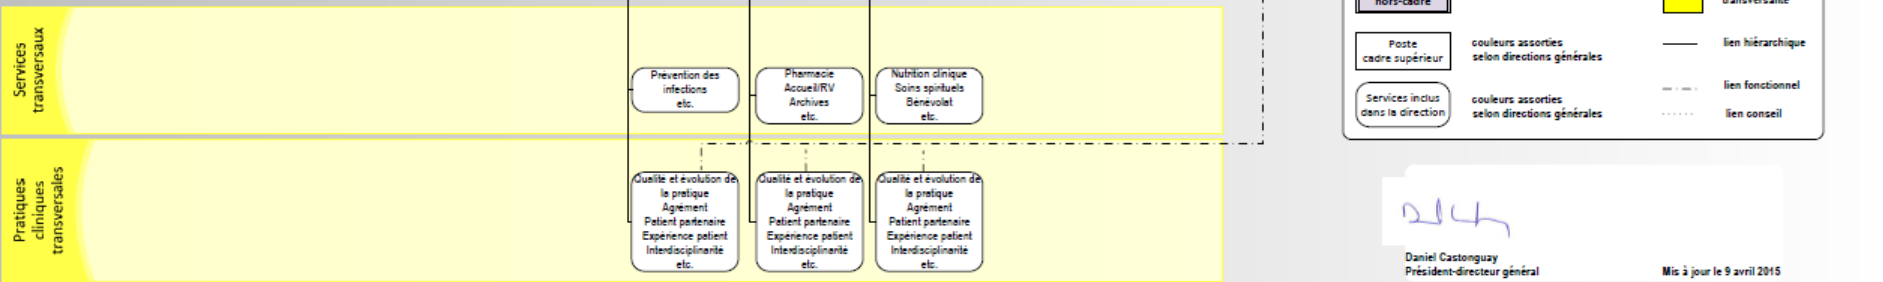 Services
transversaux
Prévention des
infections
etc.
Pharmacie
Accueil/RV
Archives
etc.
Nutrition clinique
Soins spirituels
Bénévolat
etc.
Pratiques
cliniques
transversales
Qualité et évolution de
la pratique
Agrément
Patient partenaire
Expérience patient
Interdisciplinarité
etc.
Qualité et évolution de
la pratique
Agrément
Patient partenaire
Expérience patient
Interdisciplinarité
etc.
Qualité et évolution de
la pratique
Agrément
Patient partenaire
Expérience patient
Interdisciplinarité
etc.
hors-cadre
Poste
cadre supérieur
couleurs assorties
selon directions générales
lien hiérarchique
Services inclus
dans la direction
couleurs assorties
selon directions générales
lien fonctionnel
lien conseil
Daniel Castonguay
Président-directeur général
Mis à jour le 9 avril 2015